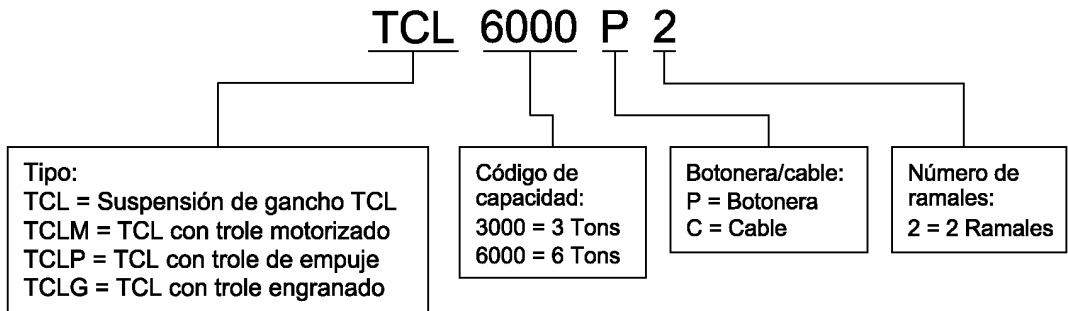 TCL 6000 P 2
Tipo:
TCL = Suspensión de gancho TCL
TCLM = TCL con trole motorizado
TCLP = TCL con trole de empuje
TCLG = TCL con trole engranado
Código de
capacidad:
3000 = 3 Tons
6000 = 6 Tons
Botonera/cable:
P = Botonera
C = Cable
Número de
ramales:
2 = 2 Ramales